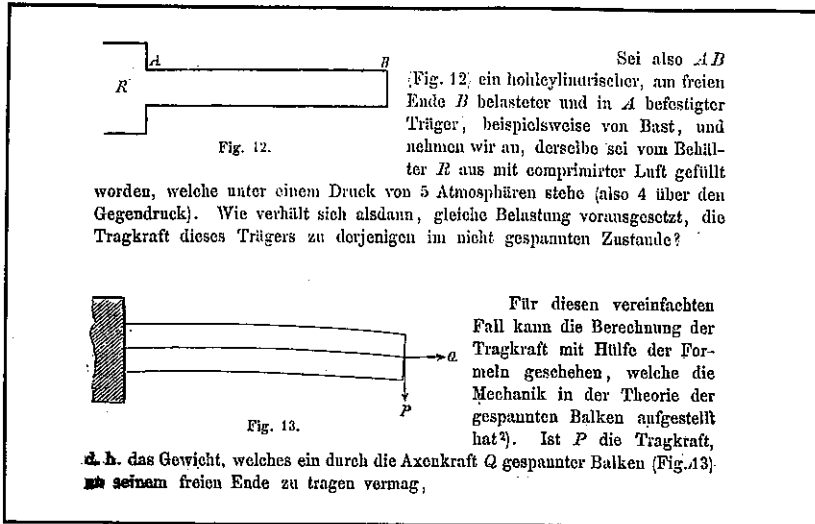 A
B
R
Fig. 12.
Sei also AB
(Fig. 12) ein hohlcylindrischer, am freien
Ende B belasteter und in A befestigter
Träger, beispielsweise von Bast, und
nehmen wir an, derselbe sei vom Behäl-
ter R aus mit comprimirter Luft gefüllt
worden, welche unter einem Druck von 5 Atmosphären stehe (also 4 über den
Gegendruck). Wie verhält sich alsdann, gleiche Belastung vorausgesetzt, die
Tragkraft dieses Trägers zu derjenigen im nicht gespannten Zustande?
Q
P
Fig. 13.
Für diesen vereinfachten
Fall kann die Berechnung der
Tragkraft mit Hülfe der For-
meln geschehen, welche die
Mechanik in der Theorie der
gespannten Balken aufgestellt
hat²). Ist P die Tragkraft,
d. h. das Gewicht, welches ein durch die Axenkraft Q gespannter Balken (Fig. 13)
an seinem freien Ende zu tragen vermag,